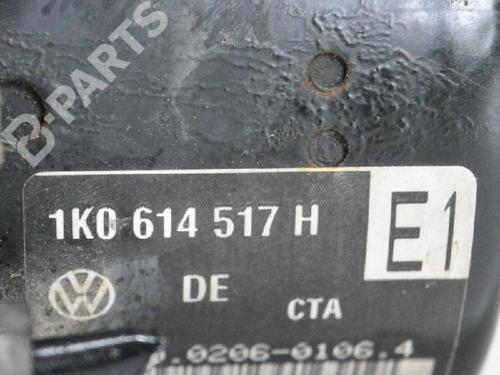 B-PARTS
1K0 614 517 H
E1
DE
CTA
.0206-0106.4